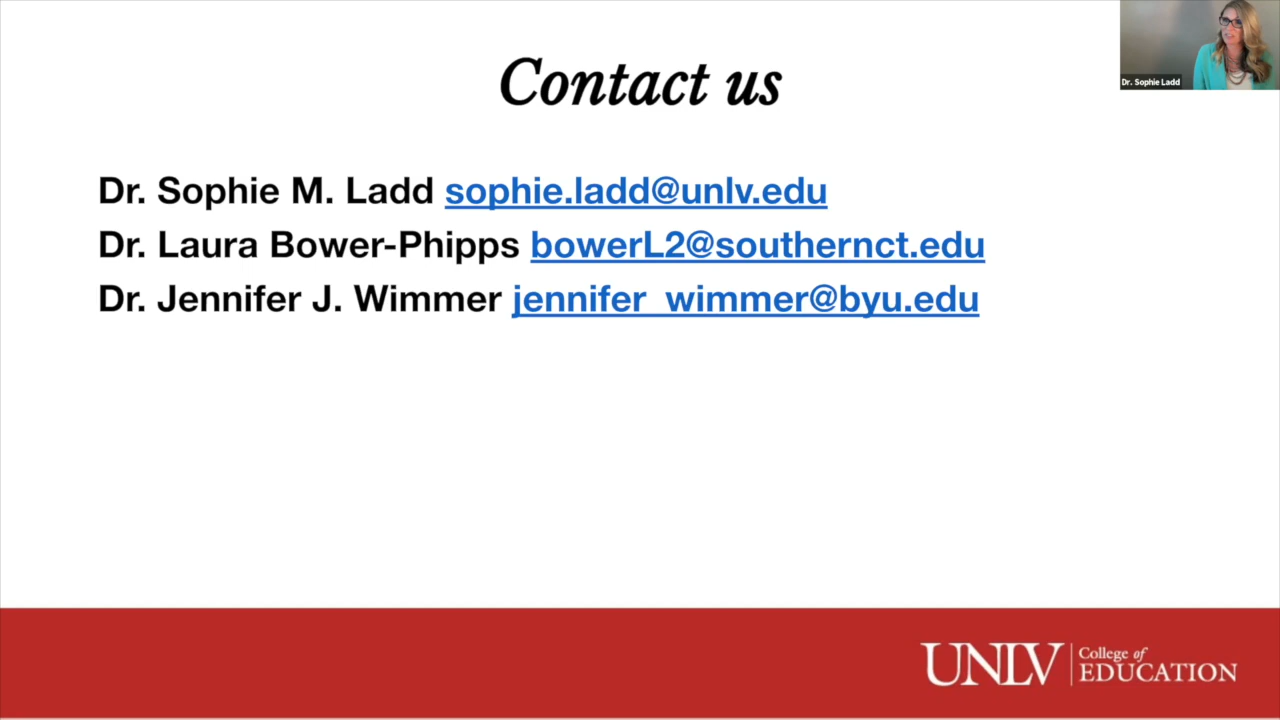 Contact us
Dr. Sophie Ladd
Dr. Sophie M. Ladd sophie.ladd@unlv.edu
Dr. Laura Bower-Phipps bowerL2@southernct.edu
Dr. Jennifer J. Wimmer jennifer_wimmer@byu.edu
UNLV College of
EDUCATION